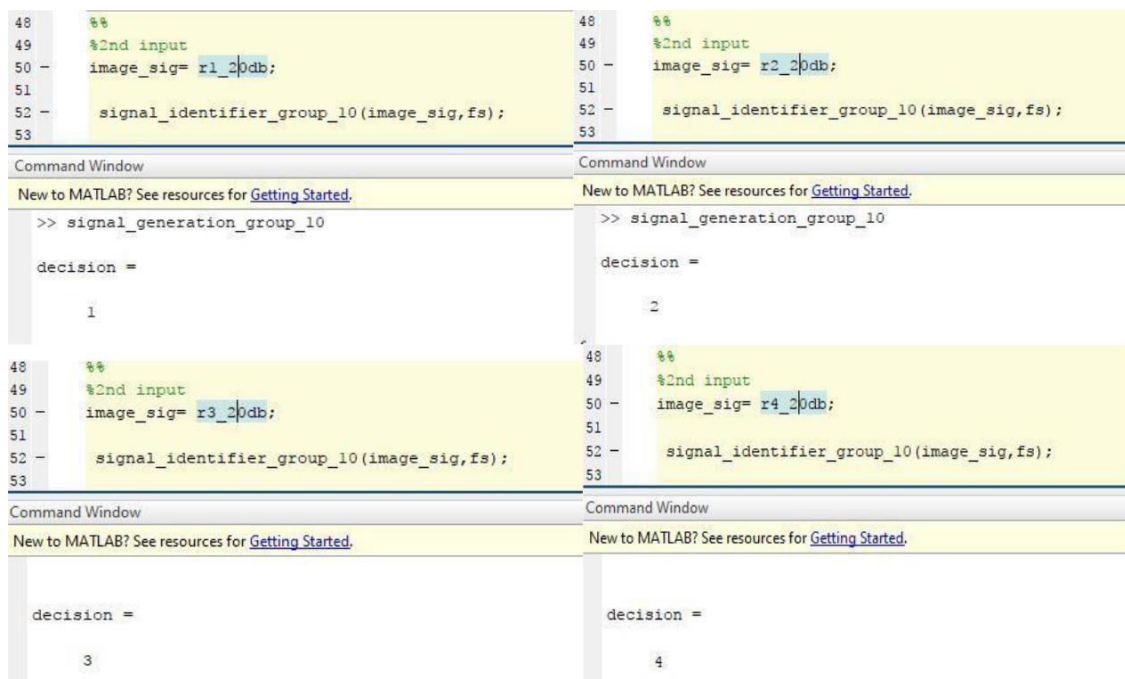 48 %%
49 %2nd input
50 - image_sig= r1_20db;
51
52 - signal_identifier_group_10(image_sig,fs);
53
Command Window
New to MATLAB? See resources for Getting Started.
>> signal_generation_group_10
decision =
1
48 %%
49 %2nd input
50 - image_sig= r2_20db;
51
52 - signal_identifier_group_10(image_sig,fs);
53
Command Window
New to MATLAB? See resources for Getting Started.
>> signal_generation_group_10
decision =
2
48 %%
49 %2nd input
50 - image_sig= r3_20db;
51
52 - signal_identifier_group_10(image_sig,fs);
53
Command Window
New to MATLAB? See resources for Getting Started.
decision =
3
48 %%
49 %2nd input
50 - image_sig= r4_20db;
51
52 - signal_identifier_group_10(image_sig,fs);
53
Command Window
New to MATLAB? See resources for Getting Started.
decision =
4